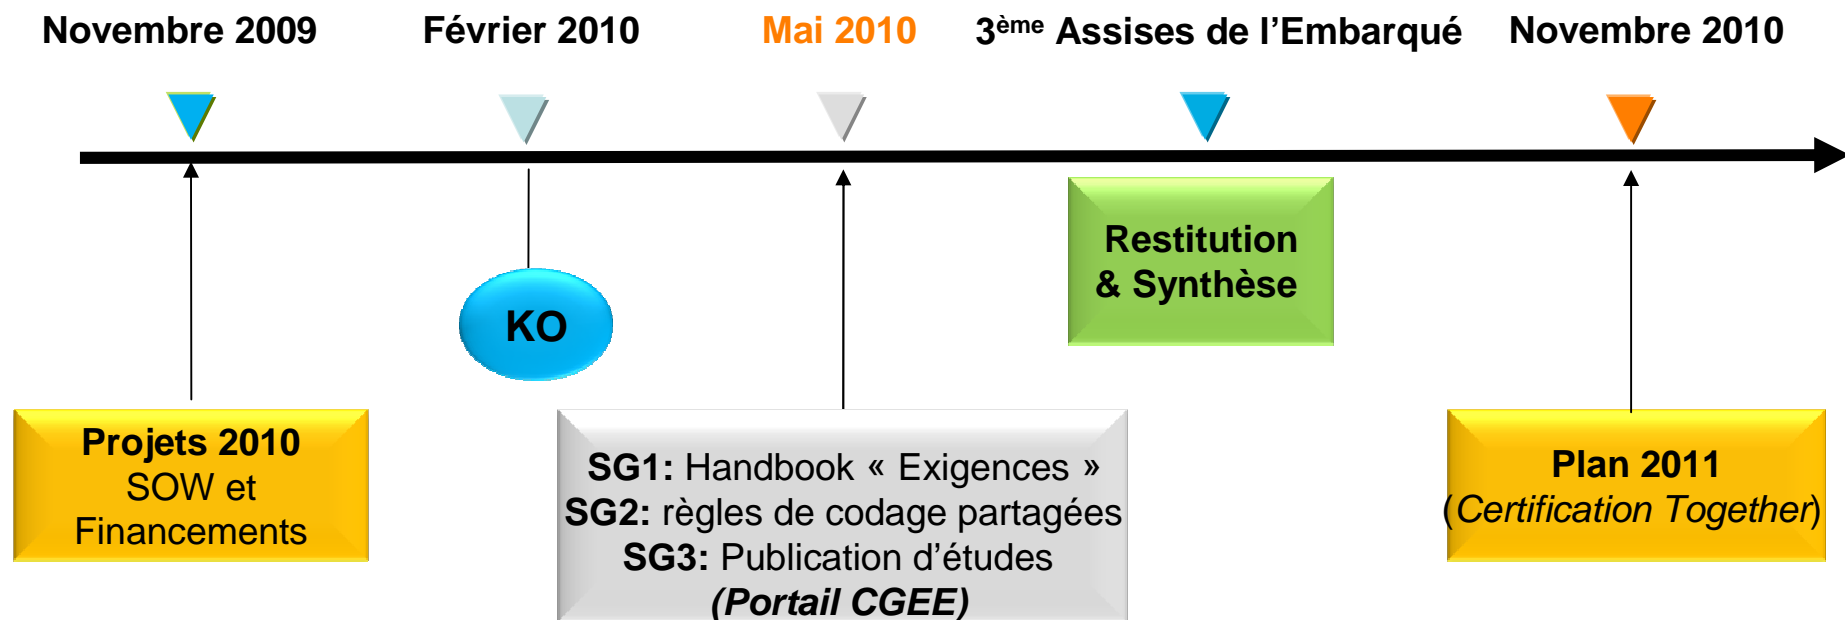 Novembre 2009
Février 2010
Mai 2010
3ème Assises de l’Embarqué
Novembre 2010
Restitution
& Synthèse
KO
Projets 2010
SOW et
Financements
SG1: Handbook « Exigences »
SG2: règles de codage partagées
SG3: Publication d’études
(Portail CGEE)
Plan 2011
(Certification Together)